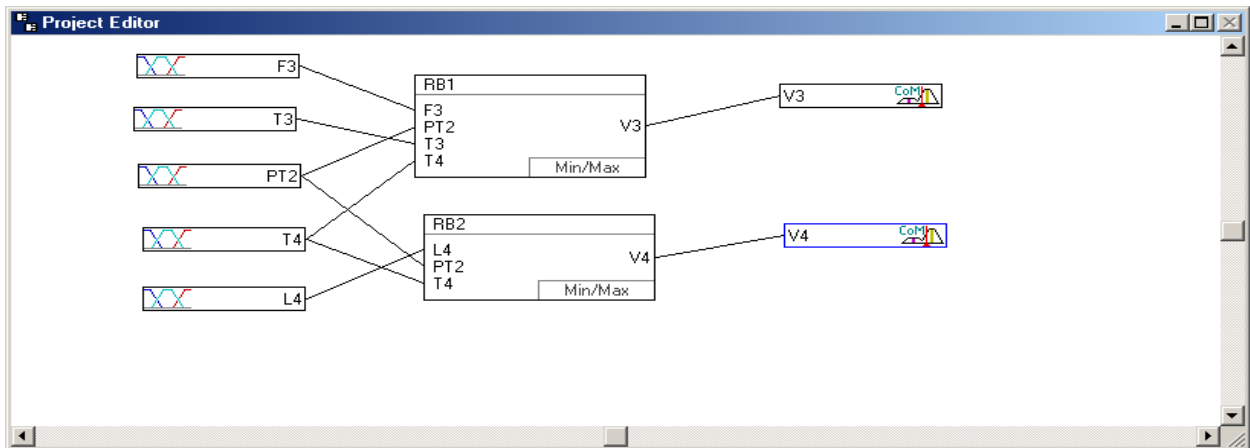 Project Editor
F3
T3
PT2
T4
L4
RB1
F3
PT2
T3
T4
V3
Min/Max
RB2
L4
PT2
T4
V4
Min/Max
V3
CoM
V4
CoM